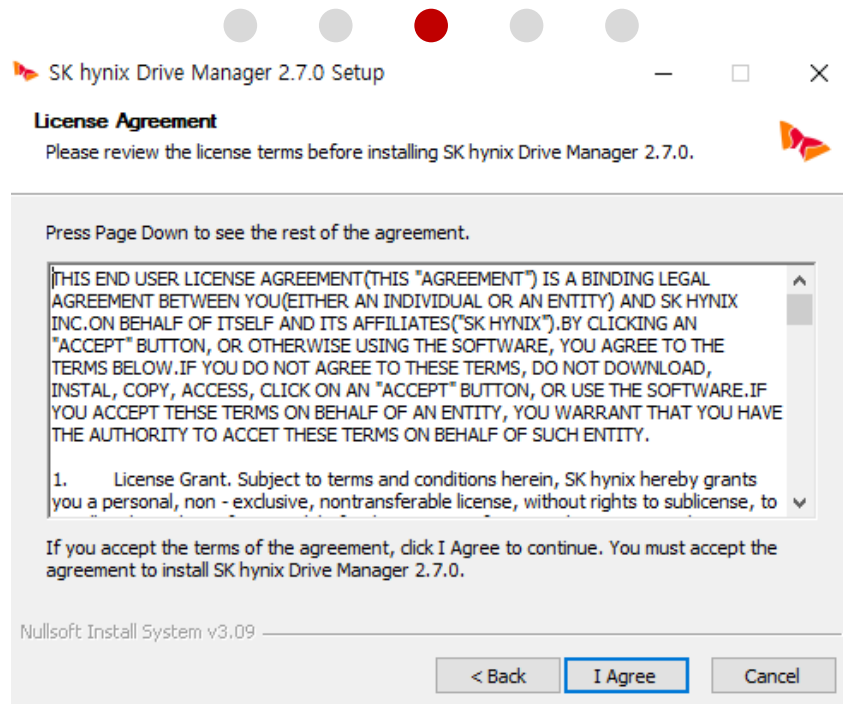 SK hynix Drive Manager 2.7.0 Setup
License Agreement
Please review the license terms before installing SK hynix Drive Manager 2.7.0.
Press Page Down to see the rest of the agreement.
THIS END USER LICENSE AGREEMENT(THIS "AGREEMENT") IS A BINDING LEGAL
AGREEMENT BETWEEN YOU(EITHER AN INDIVIDUAL OR AN ENTITY) AND SK HYNIX
INC.ON BEHALF OF ITSELF AND ITS AFFILIATES("SK HYNIX").BY CLICKING AN
"ACCEPT" BUTTON, OR OTHERWISE USING THE SOFTWARE, YOU AGREE TO THE
TERMS BELOW.IF YOU DO NOT AGREE TO THESE TERMS, DO NOT DOWNLOAD,
INSTAL, COPY, ACCESS, CLICK ON AN "ACCEPT" BUTTON, OR USE THE SOFTWARE.IF
YOU ACCEPT TEHSE TERMS ON BEHALF OF AN ENTITY, YOU WARRANT THAT YOU HAVE
THE AUTHORITY TO ACCET THESE TERMS ON BEHALF OF SUCH ENTITY.
1. License Grant. Subject to terms and conditions herein, SK hynix hereby grants
you a personal, non - exclusive, nontransferable license, without rights to sublicense, to
If you accept the terms of the agreement, click I Agree to continue. You must accept the
agreement to install SK hynix Drive Manager 2.7.0.
Nullsoft Install System v3.09
< Back
I Agree
Cancel